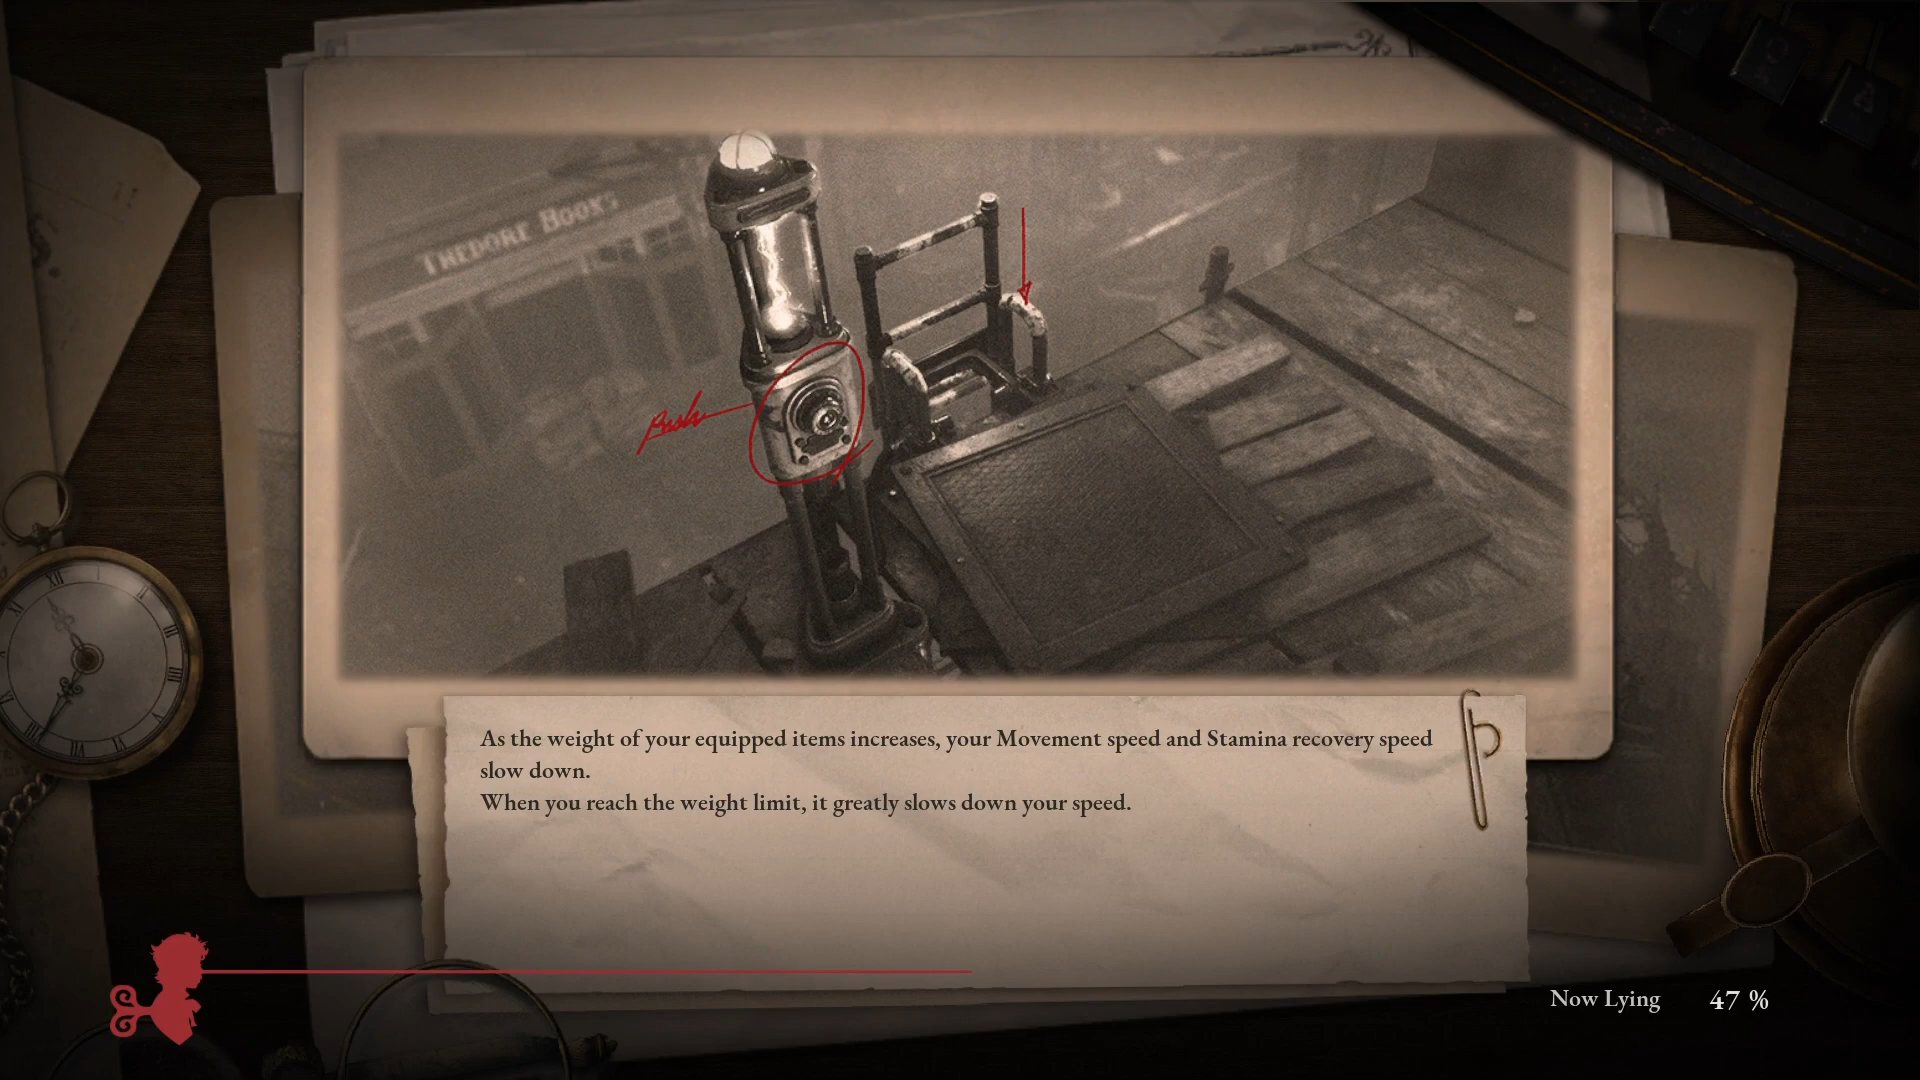 THEDORE BOOKS
Push
As the weight of your equipped items increases, your Movement speed and Stamina recovery speed
slow down.
When you reach the weight limit, it greatly slows down your speed.
Now Lying 47 %